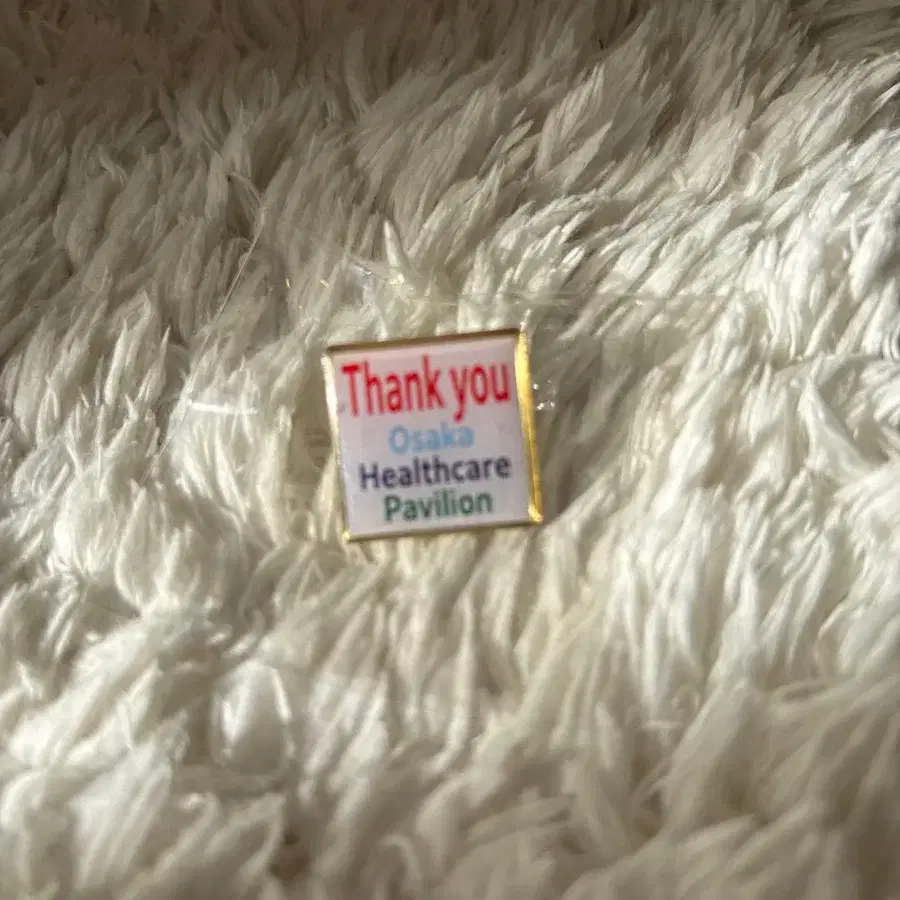 Thank you
Osaka
Healthcare
Pavilion